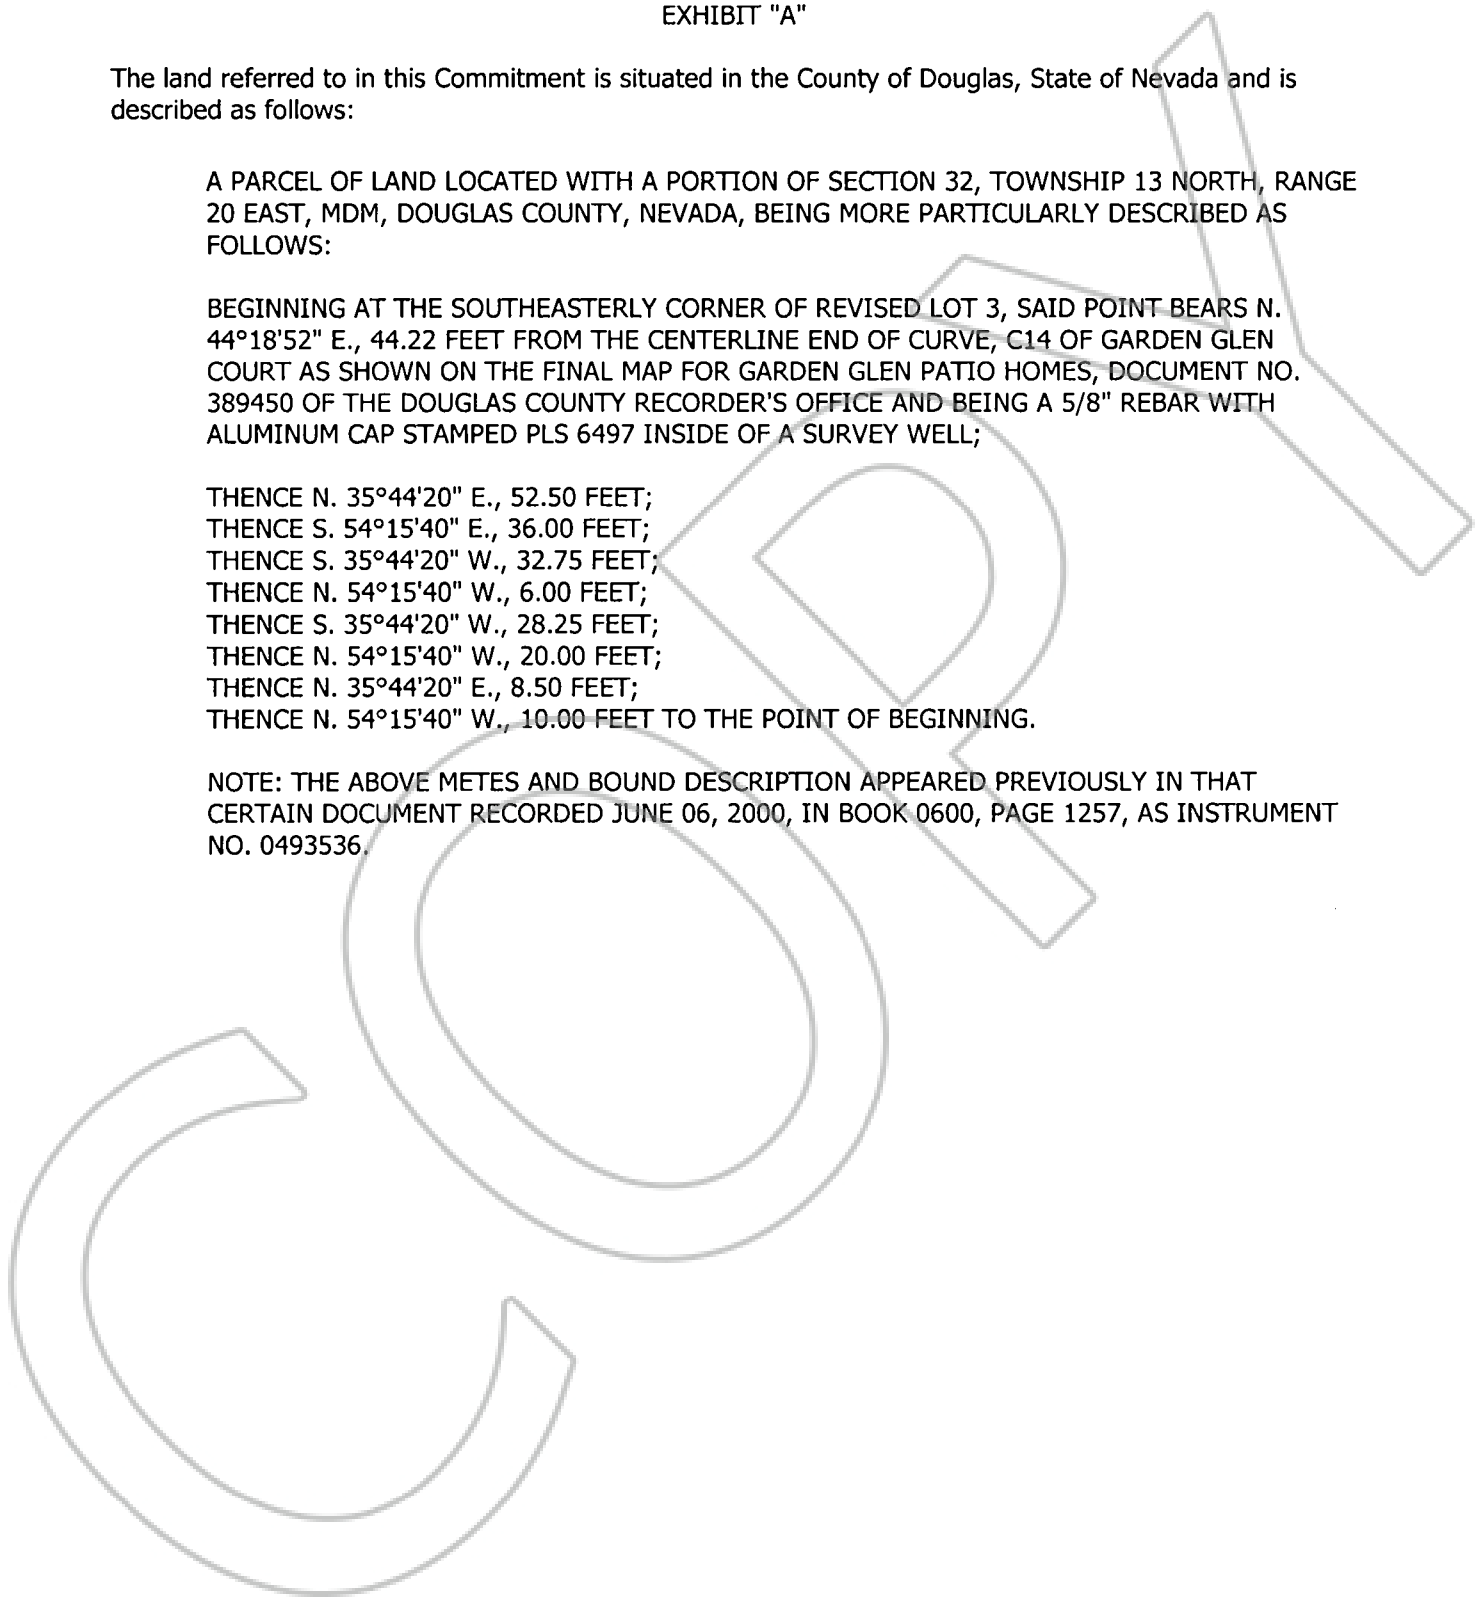 EXHIBIT "A"
The land referred to in this Commitment is situated in the County of Douglas, State of Nevada and is
described as follows:
A PARCEL OF LAND LOCATED WITH A PORTION OF SECTION 32, TOWNSHIP 13 NORTH, RANGE
20 EAST, MDM, DOUGLAS COUNTY, NEVADA, BEING MORE PARTICULARLY DESCRIBED AS
FOLLOWS:
BEGINNING AT THE SOUTHEASTERLY CORNER OF REVISED LOT 3, SAID POINT BEARS N.
44°18'52" E., 44.22 FEET FROM THE CENTERLINE END OF CURVE, C14 OF GARDEN GLEN
COURT AS SHOWN ON THE FINAL MAP FOR GARDEN GLEN PATIO HOMES, DOCUMENT NO.
389450 OF THE DOUGLAS COUNTY RECORDER'S OFFICE AND BEING A 5/8" REBAR WITH
ALUMINUM CAP STAMPED PLS 6497 INSIDE OF A SURVEY WELL;
THENCE N. 35°44'20" E., 52.50 FEET;
THENCE S. 54°15'40" E., 36.00 FEET;
THENCE S. 35°44'20" W., 32.75 FEET;
THENCE N. 54°15'40" W., 6.00 FEET;
THENCE S. 35°44'20" W., 28.25 FEET;
THENCE N. 54°15'40" W., 20.00 FEET;
THENCE N. 35°44'20" E., 8.50 FEET;
THENCE N. 54°15'40" W., 10.00 FEET TO THE POINT OF BEGINNING.
NOTE: THE ABOVE METES AND BOUND DESCRIPTION APPEARED PREVIOUSLY IN THAT
CERTAIN DOCUMENT RECORDED JUNE 06, 2000, IN BOOK 0600, PAGE 1257, AS INSTRUMENT
NO. 0493536.
COPY